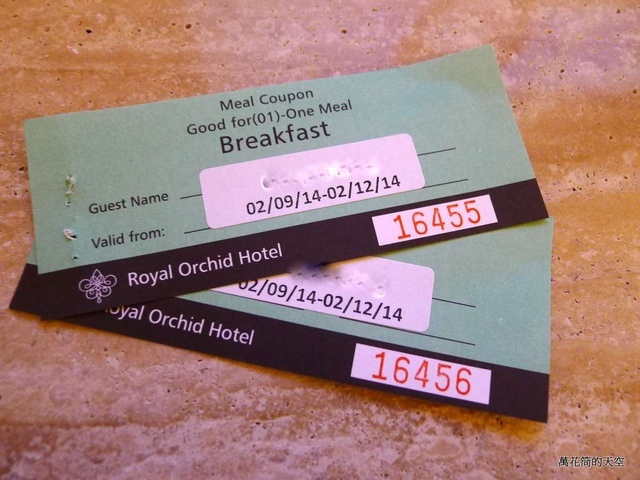 Meal Coupon
Good for(01)-One Meal
Breakfast
Guest Name
02/09/14-02/12/14
Valid from:
16455
Royal Orchid Hotel
02/09/14-02/12/14
Royal Orchid Hotel
16456
萬花筒的天空